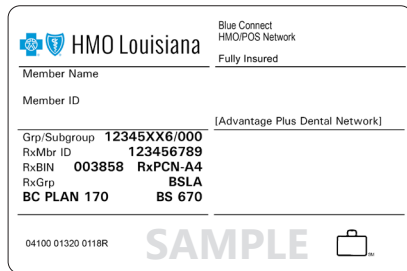 HMO Louisiana
Blue Connect
HMO/POS Network
Fully Insured
Member Name
Member ID
[Advantage Plus Dental Network]
Grp/Subgroup 12345XX6/000
RxMbr ID 123456789
RxBIN 003858 RxPCN-A4
RxGrp BSLA
BC PLAN 170 BS 670
04100 01320 0118R
SAMPLE
TM